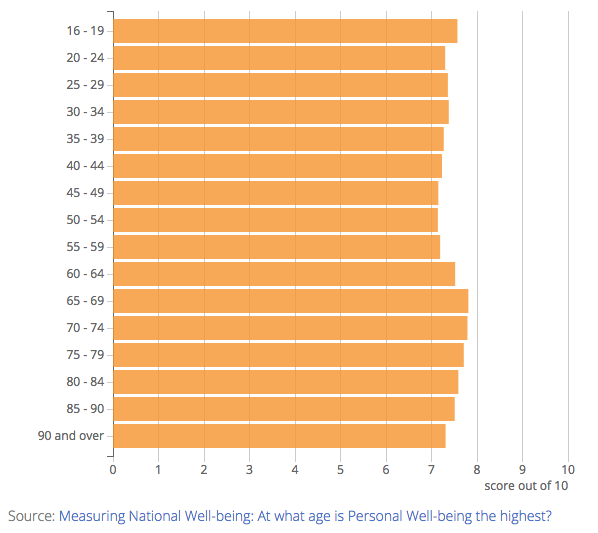 16 - 19
20 - 24
25 - 29
30 - 34
35 - 39
40 - 44
45 - 49
50 - 54
55 - 59
60 - 64
65 - 69
70 - 74
75 - 79
80 - 84
85 - 90
90 and over
0 1 2 3 4 5 6 7 8 9 10
score out of 10
Source: Measuring National Well-being: At what age is Personal Well-being the highest?